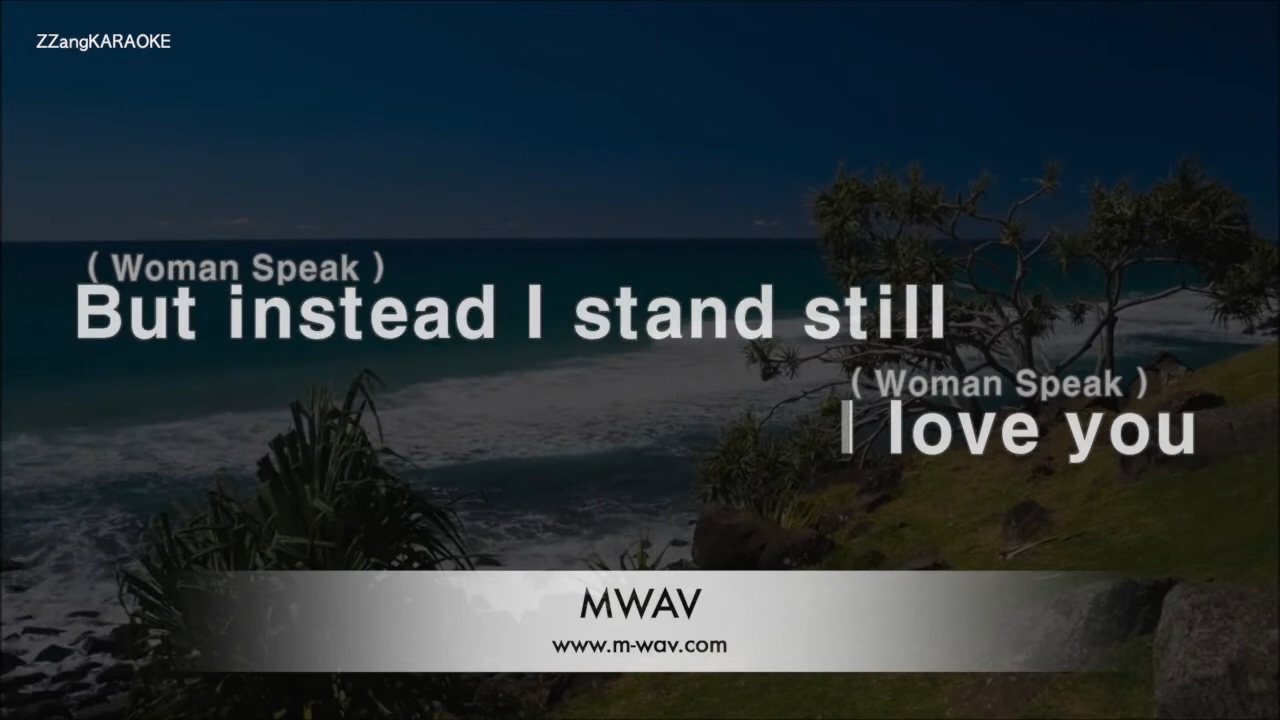 ZZangKARAOKE
( Woman Speak )
But instead I stand still
( Woman Speak )
I love you
MWAV
www.m-wav.com